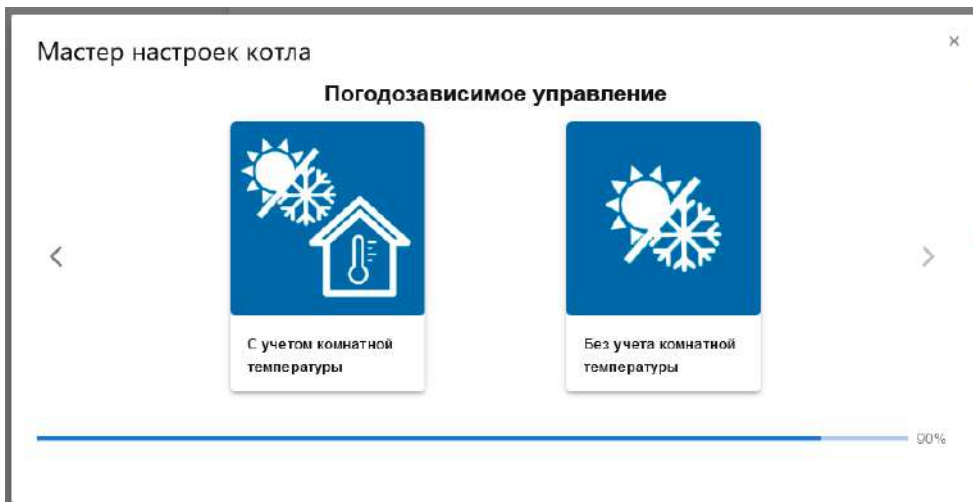 Мастер настроек котла
×
Погодозависимое управление
С учетом комнатной
температуры
Без учета комнатной
температуры
90%